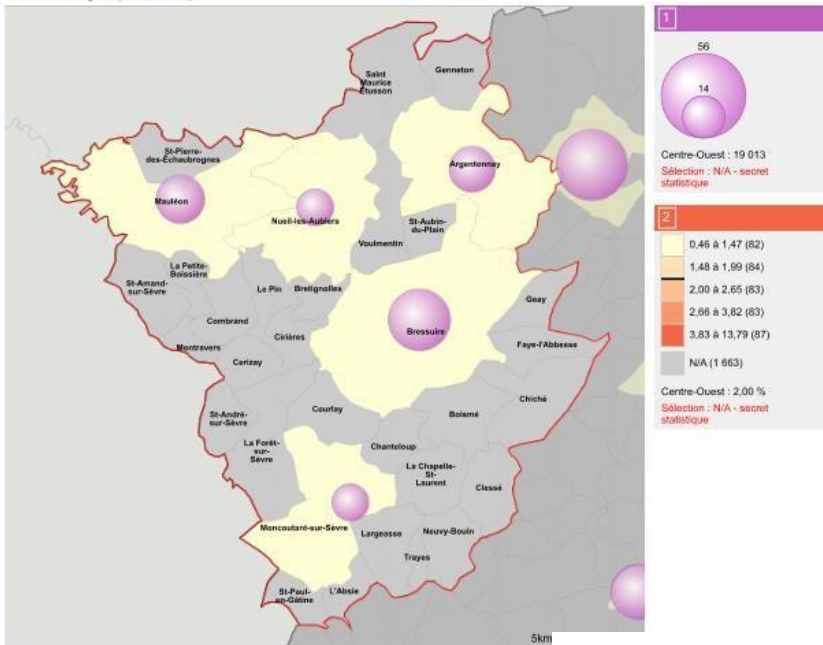 Saint
Maurice
Étusson
Genneton
St-Pierre-
des-Échaubrognes
Argentonnay
Mauléon
Nueil-les-Aubiers
St-Aubin-
du-Plain
Voulmentin
La Petite-
Boissière
St-Amand-
sur-Sèvre
Le Pin
Bretignolles
Geay
Combrand
Bressuire
Cirières
Faye-l'Abbesse
Montravers
Cerizay
Chiché
Courlay
Boismé
St-André-
sur-Sèvre
La Forêt-
sur-
Sèvre
Chanteloup
La Chapelle-
St-
Laurent
Clessé
Moncoutant-sur-Sèvre
Largeasse
Neuvy-Bouin
Trayes
St-Paul-
en-Gâtine
L'Absie
5km
1
56
14
Centre-Ouest : 19 013
Sélection : N/A - secret
statistique
2
0,46 à 1,47 (82)
1,48 à 1,99 (84)
2,00 à 2,65 (83)
2,66 à 3,82 (83)
3,83 à 13,79 (87)
N/A (1 663)
Centre-Ouest : 2,00 %
Sélection : N/A - secret
statistique